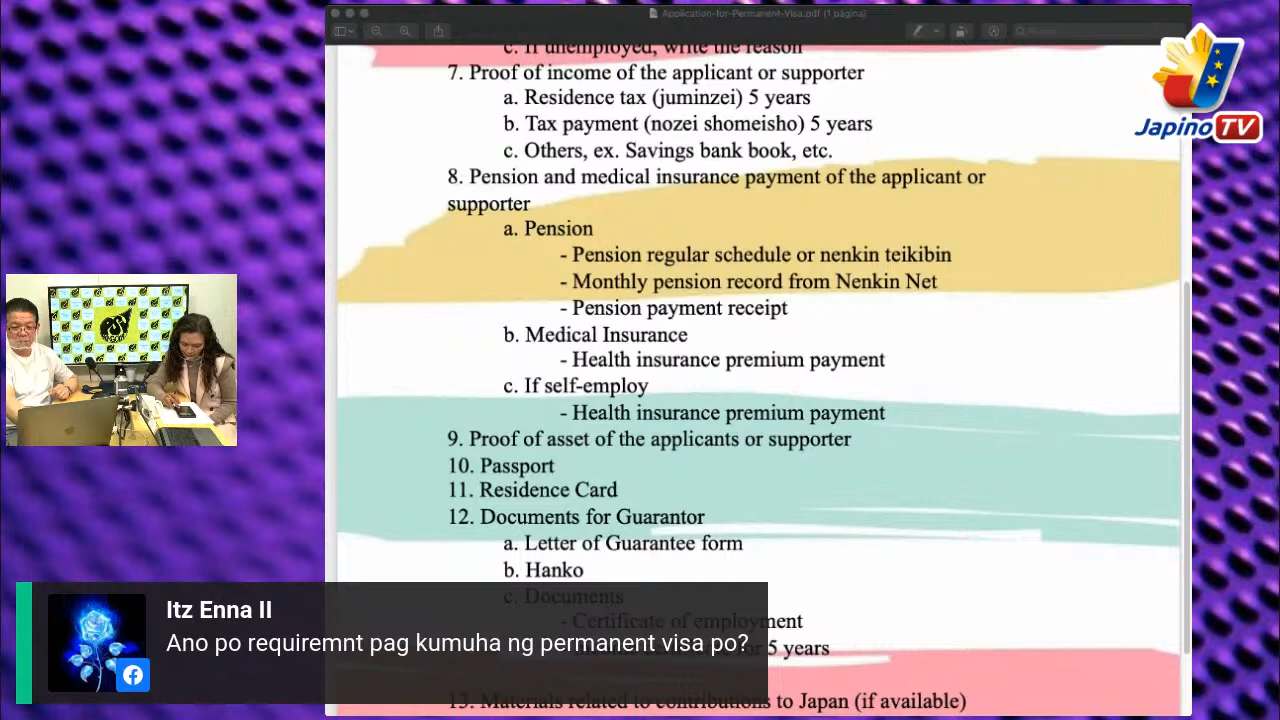 Application-for-Permanent-Visa.pdf (1 página)
c. If unemployed, write the reason
7. Proof of income of the applicant or supporter
a. Residence tax (juminzei) 5 years
b. Tax payment (nozei shomeisho) 5 years
c. Others, ex. Savings bank book, etc.
8. Pension and medical insurance payment of the applicant or
supporter
a. Pension
- Pension regular schedule or nenkin teikibin
- Monthly pension record from Nenkin Net
- Pension payment receipt
b. Medical Insurance
- Health insurance premium payment
c. If self-employ
- Health insurance premium payment
9. Proof of asset of the applicants or supporter
10. Passport
11. Residence Card
12. Documents for Guarantor
a. Letter of Guarantee form
b. Hanko
c. Documents
- Certificate of employment
5 years
13. Materials related to contributions to Japan (if available)
Japino TV
Itz Enna II
Ano po requiremnt pag kumuha ng permanent visa po?